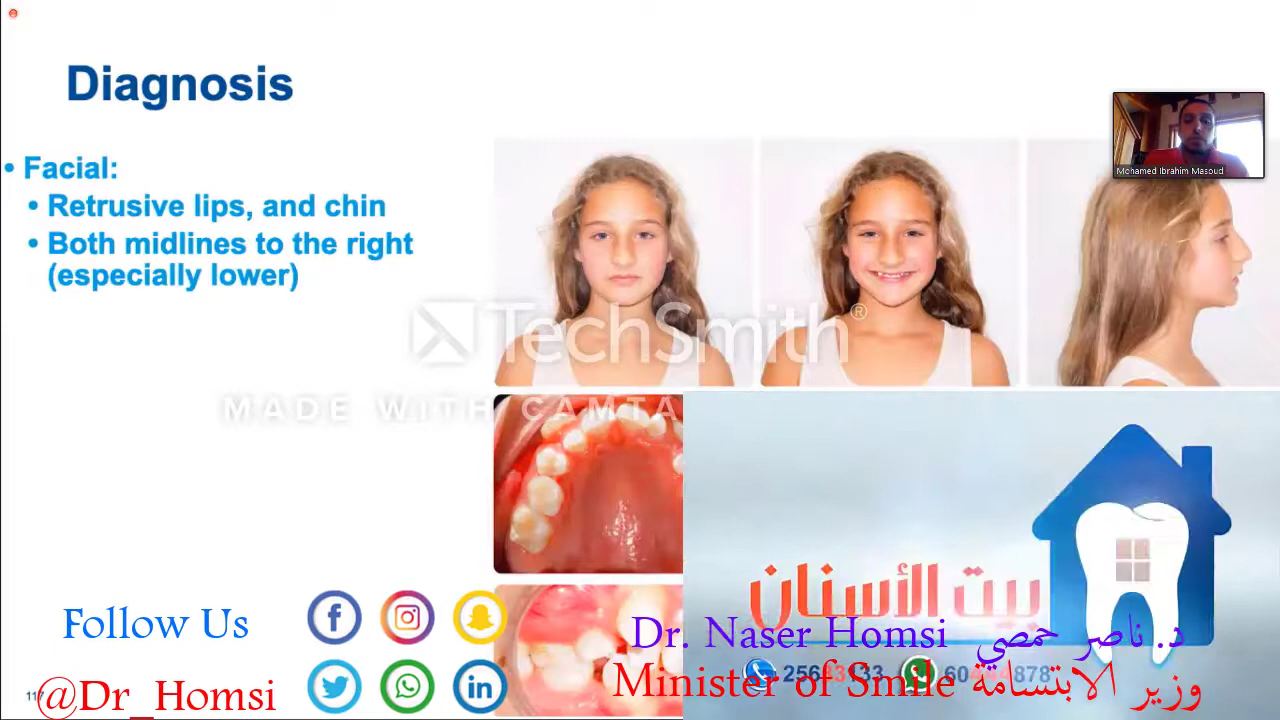 Diagnosis
• Facial:
• Retrusive lips, and chin
• Both midlines to the right
(especially lower)
Mohamed Ibrahim Masoud
TechSmith®
MADE WITH CAMTA
بيت الأسنان
Follow Us
@Dr_Homsi
Dr. Naser Homsi د. ناصر حمصي
Minister of Smile وزير الابتسامة